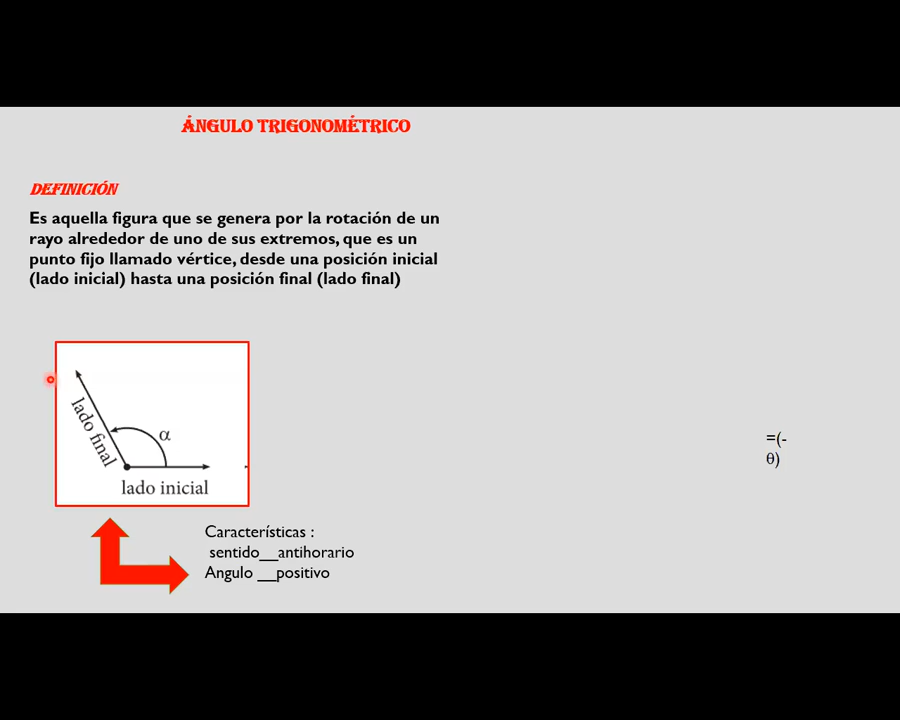 ÁNGULO TRIGONOMÉTRICO
DEFINICIÓN
Es aquella figura que se genera por la rotación de un
rayo alrededor de uno de sus extremos, que es un
punto fijo llamado vértice, desde una posición inicial
(lado inicial) hasta una posición final (lado final)
lado final
α
lado inicial
=(-
θ)
Características :
sentido__antihorario
Angulo __positivo